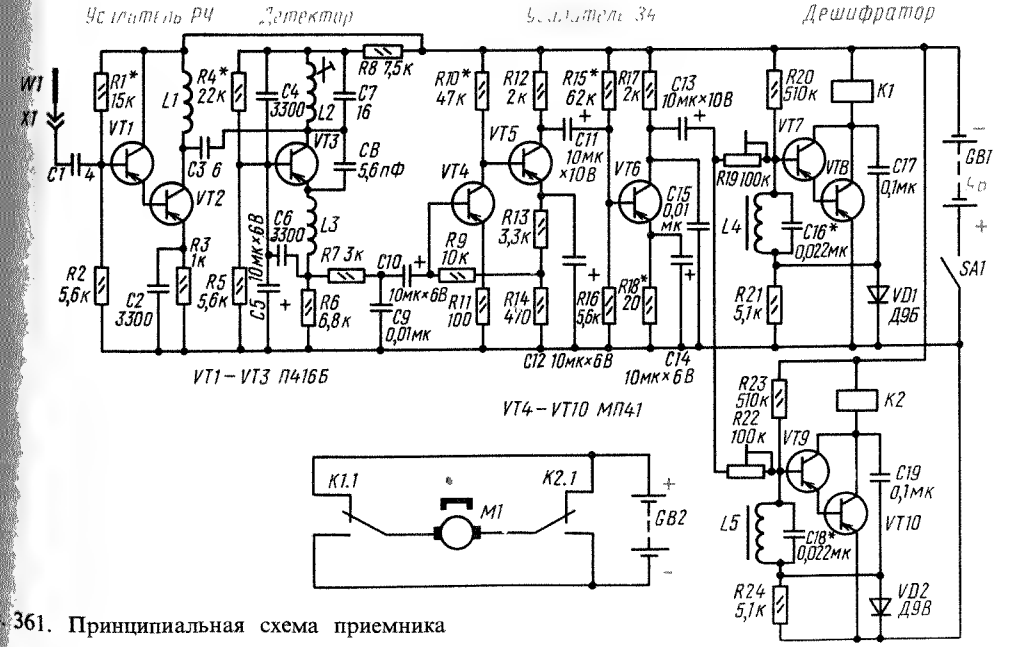 Усилитель РЧ
Детектор
Усилитель ЗЧ
Дешифратор
W1
X1
C1 4
R1*
15к
VT1
L1
R4*
22к
C4
3300
L2
C7
16
R8 7,5к
VT3
C3 6
VT2
C8
5,6пФ
R2
5,6к
C2
3300
R3
1к
R5
5,6к
C5 10мк×6В
+
C6
3300
L3
R7 3к
R6
6,8к
C10
+
10мк×6В
C9
0,01мк
R10*
47к
VT4
R9
10к
R11
100
R12
2к
VT5
+
C11
10мк
×10В
R13
3,3к
R14
470
C12 10мк×6В
+
R15*
62к
R16
5,6к
R17
2к
VT6
C13
10мк×10В
+
C15
0,01
мк
R18*
20
+
C14
10мк×6В
R19 100к
R20
510к
VT7
VT8
K1
C17
0,1мк
L4
C16*
0,022мк
R21
5,1к
VD1
Д9Б
−
GB1
+
SA1
VT1−VT3 П416Б
VT4−VT10 МП41
R23
510к
R22
100к
VT9
VT10
K2
C19
0,1мк
L5
C18*
0,022мк
R24
5,1к
VD2
Д9В
K1.1
M1
K2.1
+
GB2
−
361. Принципиальная схема приемника